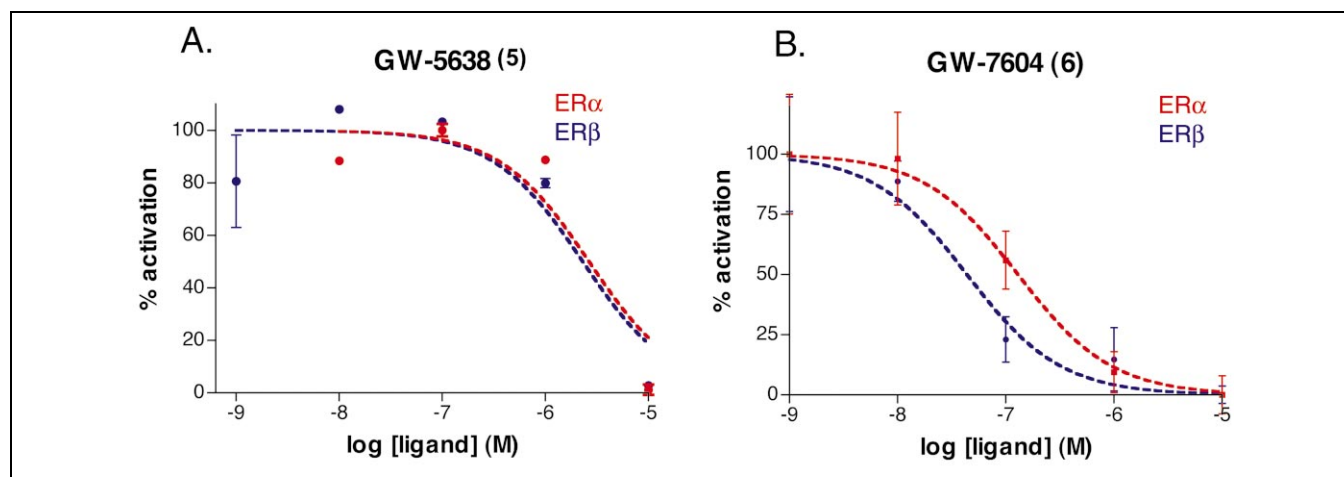 A.
GW-5638 (5)
ERα
ERβ
% activation
100
80
60
40
20
0
-9 -8 -7 -6 -5
log [ligand] (M)
B.
GW-7604 (6)
ERα
ERβ
% activation
100
75
50
25
0
-9 -8 -7 -6 -5
log [ligand] (M)